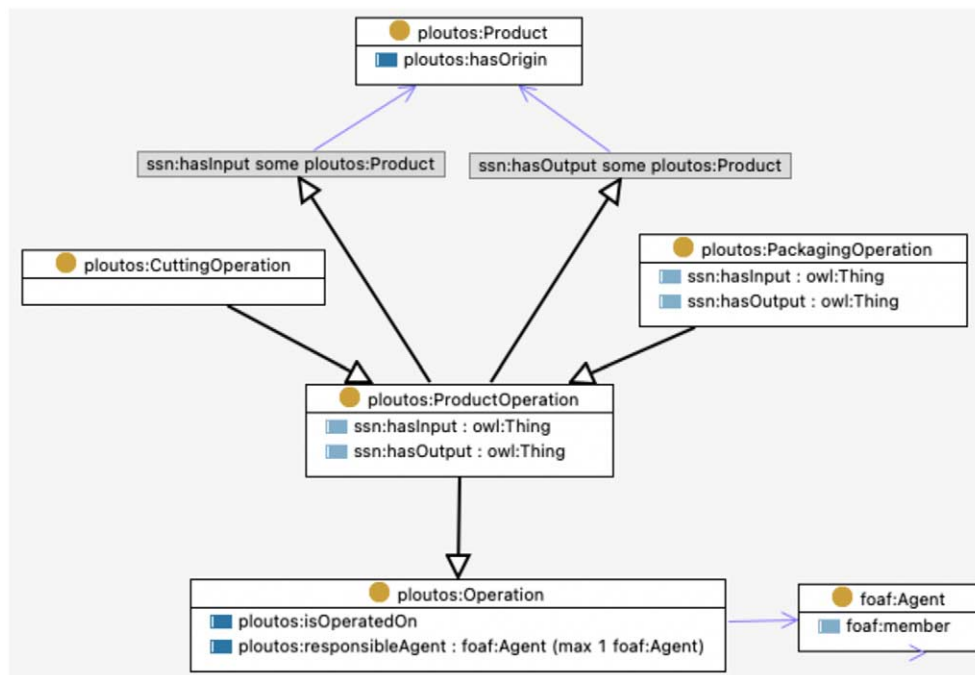 ploutos:Product
ploutos:hasOrigin
ssn:hasInput some ploutos:Product
ssn:hasOutput some ploutos:Product
ploutos:CuttingOperation
ploutos:PackagingOperation
ssn:hasInput : owl:Thing
ssn:hasOutput : owl:Thing
ploutos:ProductOperation
ssn:hasInput : owl:Thing
ssn:hasOutput : owl:Thing
ploutos:Operation
ploutos:isOperatedOn
ploutos:responsibleAgent : foaf:Agent (max 1 foaf:Agent)
foaf:Agent
foaf:member